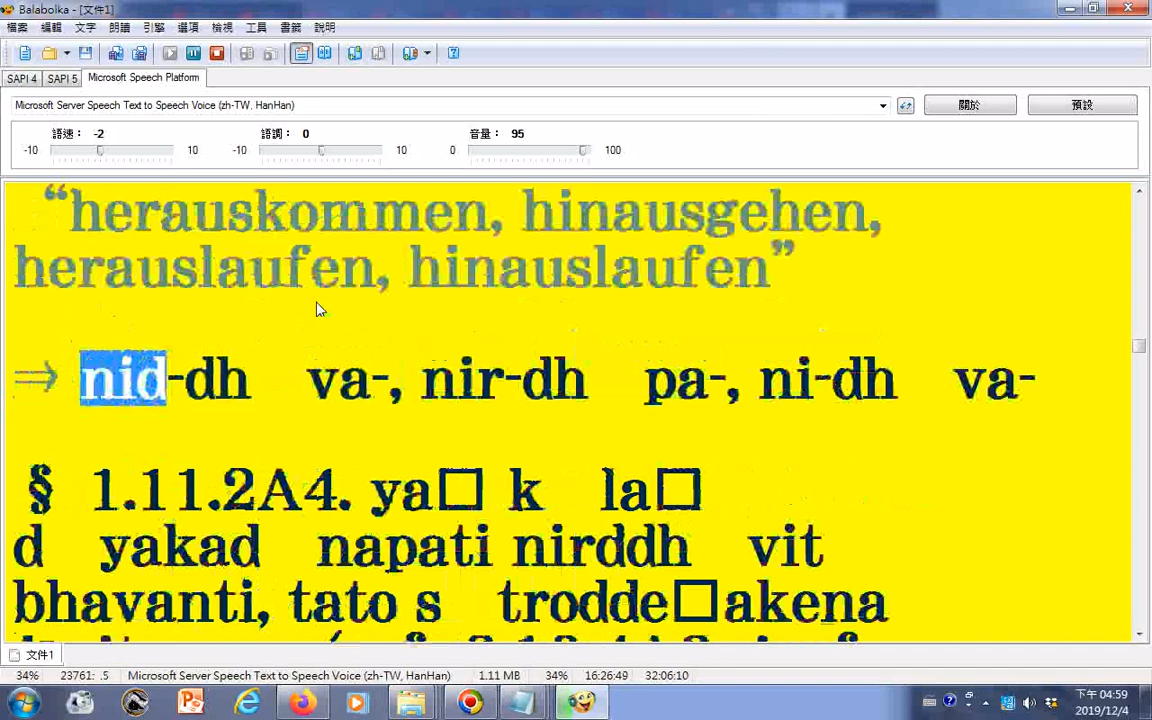 Balabolka - [文件1]
檔案 編輯 文字 朗讀 引擎 選項 檢視 工具 書籤 說明
SAPI 4 SAPI 5 Microsoft Speech Platform
Microsoft Server Speech Text to Speech Voice (zh-TW, HanHan) 關於 預設
語速： -2 語調： 0 音量： 95
-10 10 -10 10 0 100
“herauskommen, hinausgehen,
herauslaufen, hinauslaufen”
⇒ nid-dh va-, nir-dh pa-, ni-dh va-
§ 1.11.2A4. ya□ k la□
d yakad napati nirddh vit
bhavanti, tato s trodde□akena
文件1
34% 23761: .5 Microsoft Server Speech Text to Speech Voice (zh-TW, HanHan) 1.11 MB 34% 16:26:49 32:06:10
下午 04:59
2019/12/4